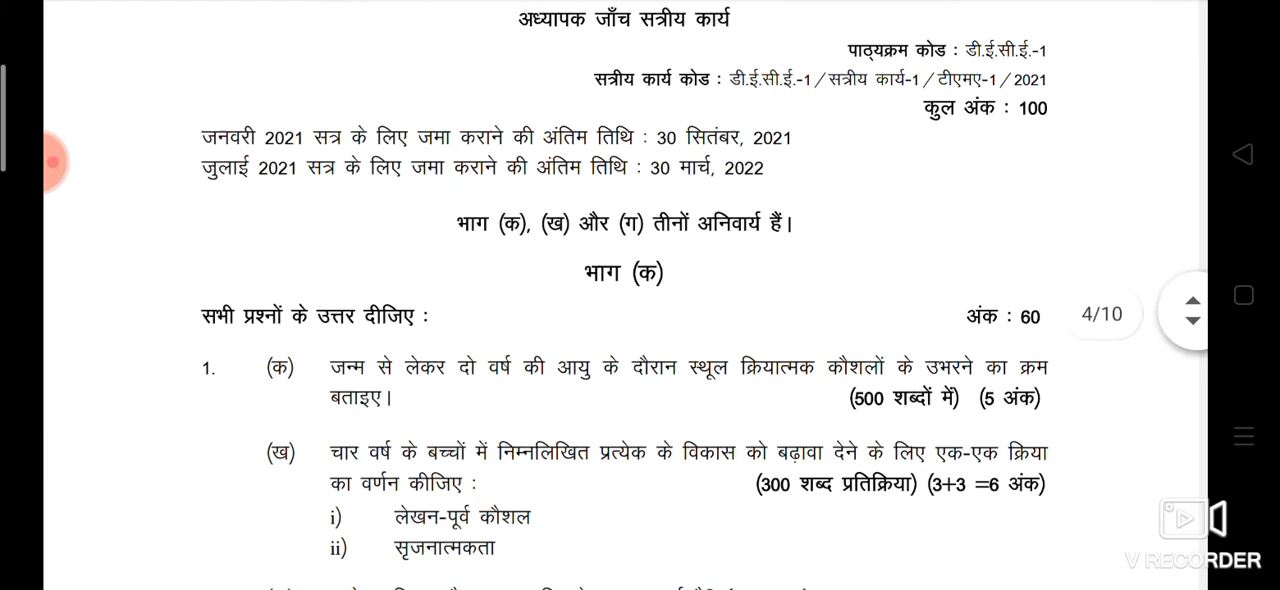 अध्यापक जाँच सत्रीय कार्य
पाठ्यक्रम कोड : डी.ई.सी.ई.-1
सत्रीय कार्य कोड : डी.ई.सी.ई.-1/सत्रीय कार्य-1/टीएमए-1/2021
कुल अंक : 100
जनवरी 2021 सत्र के लिए जमा कराने की अंतिम तिथि : 30 सितंबर, 2021
जुलाई 2021 सत्र के लिए जमा कराने की अंतिम तिथि : 30 मार्च, 2022
भाग (क), (ख) और (ग) तीनों अनिवार्य हैं।
भाग (क)
सभी प्रश्नों के उत्तर दीजिए : अंक : 60
4/10
1. (क) जन्म से लेकर दो वर्ष की आयु के दौरान स्थूल क्रियात्मक कौशलों के उभरने का क्रम
बताइए। (500 शब्दों में) (5 अंक)
(ख) चार वर्ष के बच्चों में निम्नलिखित प्रत्येक के विकास को बढ़ावा देने के लिए एक-एक क्रिया
का वर्णन कीजिए : (300 शब्द प्रतिक्रिया) (3+3 =6 अंक)
i) लेखन-पूर्व कौशल
ii) सृजनात्मकता
V RECORDER